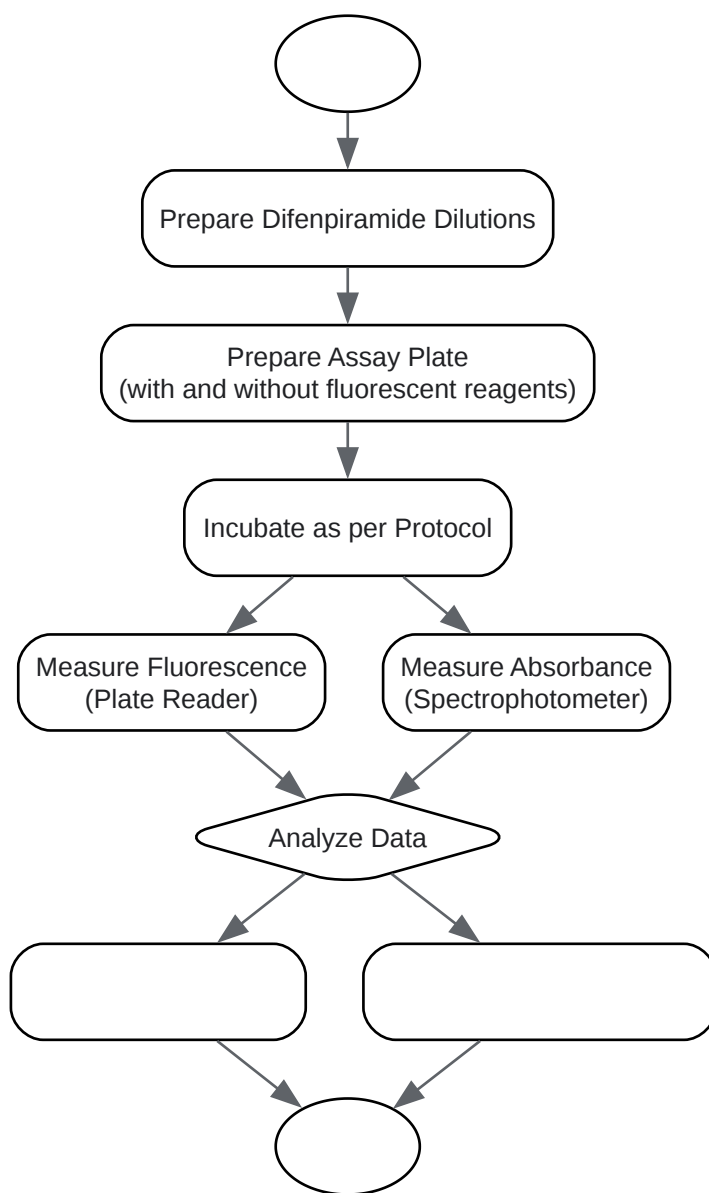 Prepare Difenpiramide Dilutions
Prepare Assay Plate
(with and without fluorescent reagents)
Incubate as per Protocol
Measure Fluorescence
(Plate Reader)
Measure Absorbance
(Spectrophotometer)
Analyze Data